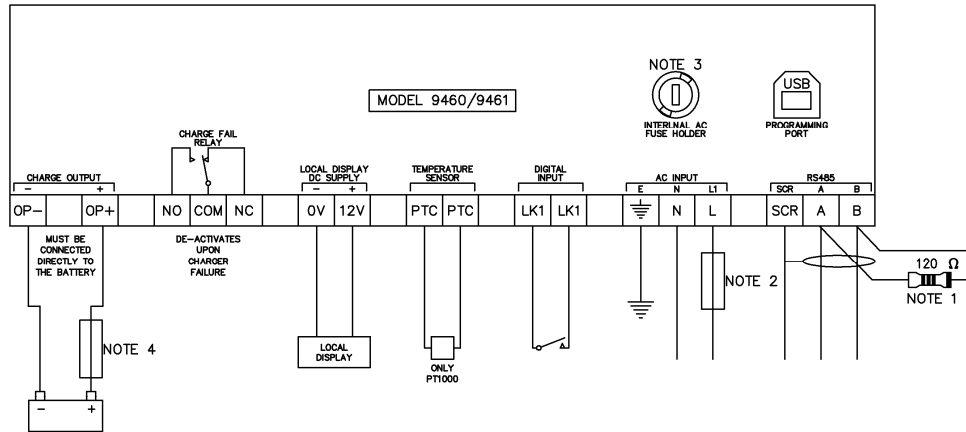 NOTE 3
USB
MODEL 9460/9461
INTERLNAL AC
FUSE HOLDER
PROGRAMMING
PORT
CHARGE FAIL
RELAY
CHARGE OUTPUT
LOCAL DISPLAY
DC SUPPLY
TEMPERATURE
SENSOR
DIGITAL
INPUT
AC INPUT
RS485
- +
- +
E N L1
SCR A B
OP- OP+ NO COM NC 0V 12V PTC PTC LK1 LK1 N L SCR A B
MUST BE
CONNECTED
DIRECTLY TO
THE BATTERY
DE-ACTIVATES
UPON
CHARGER
FAILURE
120 Ω
NOTE 1
NOTE 2
NOTE 4
LOCAL
DISPLAY
ONLY
PT1000
- +